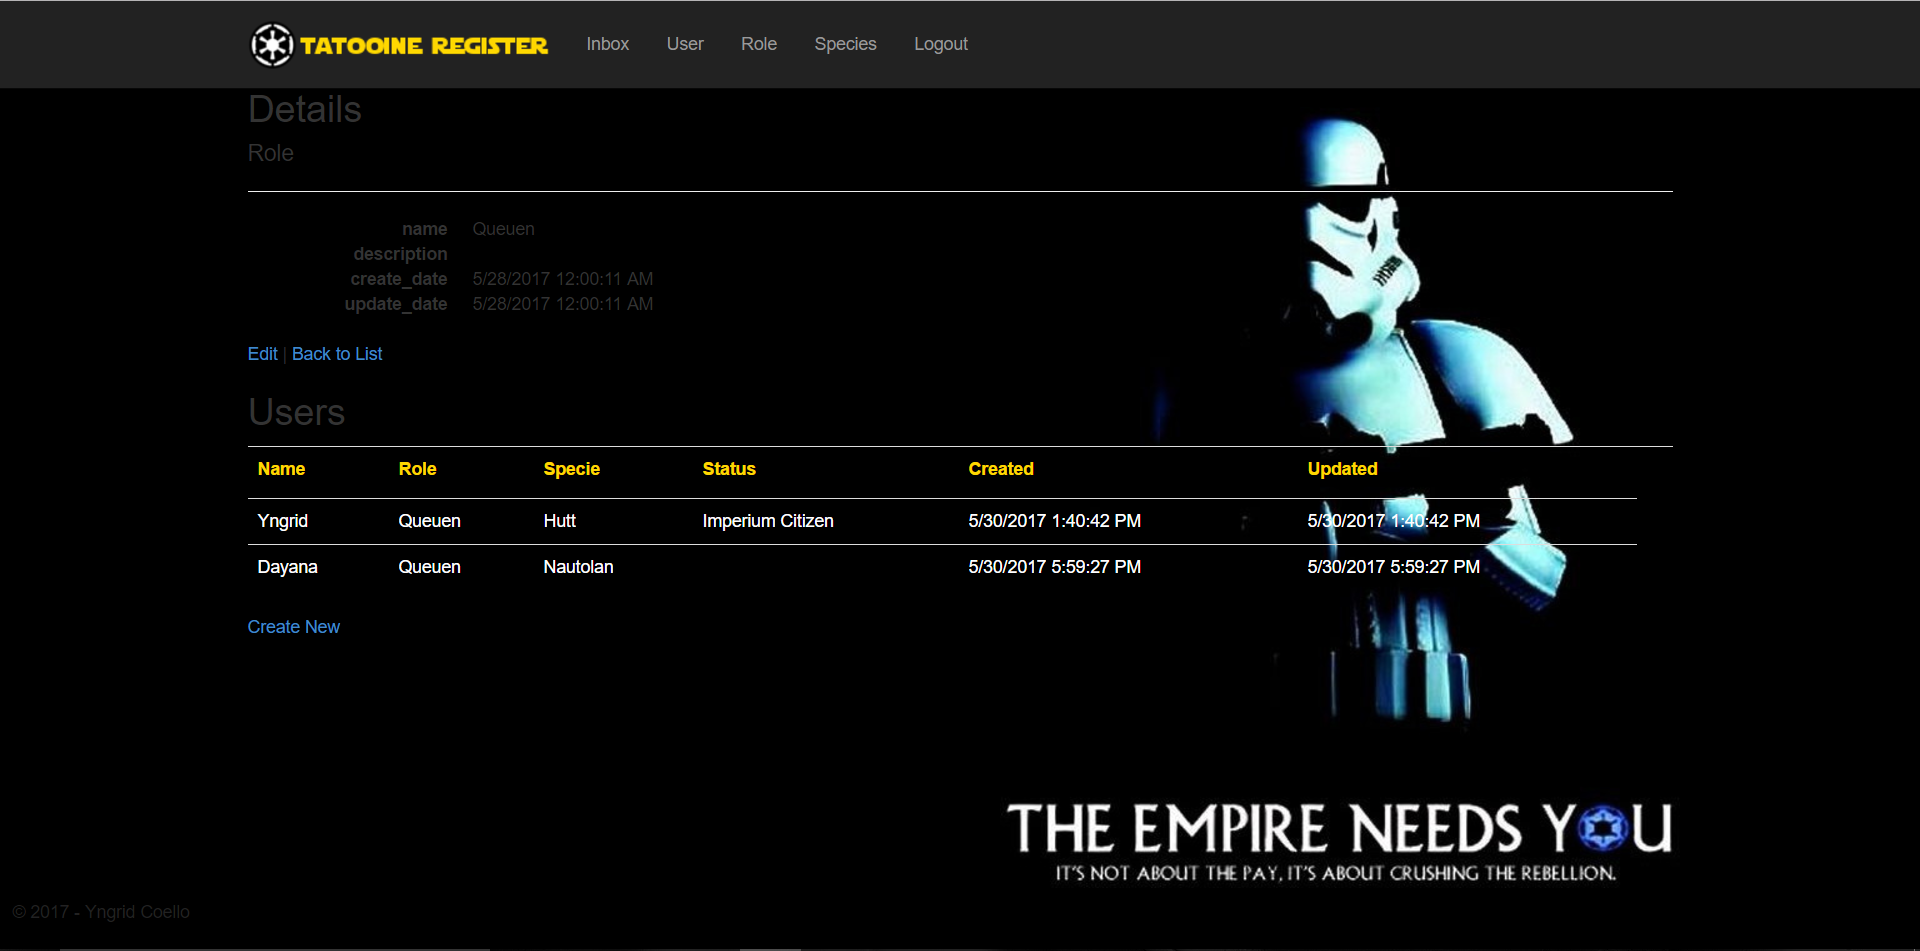 TATOOINE REGISTER Inbox User Role Species Logout
Details
Role
name Queuen
description
create_date 5/28/2017 12:00:11 AM
update_date 5/28/2017 12:00:11 AM
Edit | Back to List
Users
Name Role Specie Status Created Updated
Yngrid Queuen Hutt Imperium Citizen 5/30/2017 1:40:42 PM 5/30/2017 1:40:42 PM
Dayana Queuen Nautolan 5/30/2017 5:59:27 PM 5/30/2017 5:59:27 PM
Create New
THE EMPIRE NEEDS YOU
IT'S NOT ABOUT THE PAY, IT'S ABOUT CRUSHING THE REBELLION.
© 2017 - Yngrid Coello